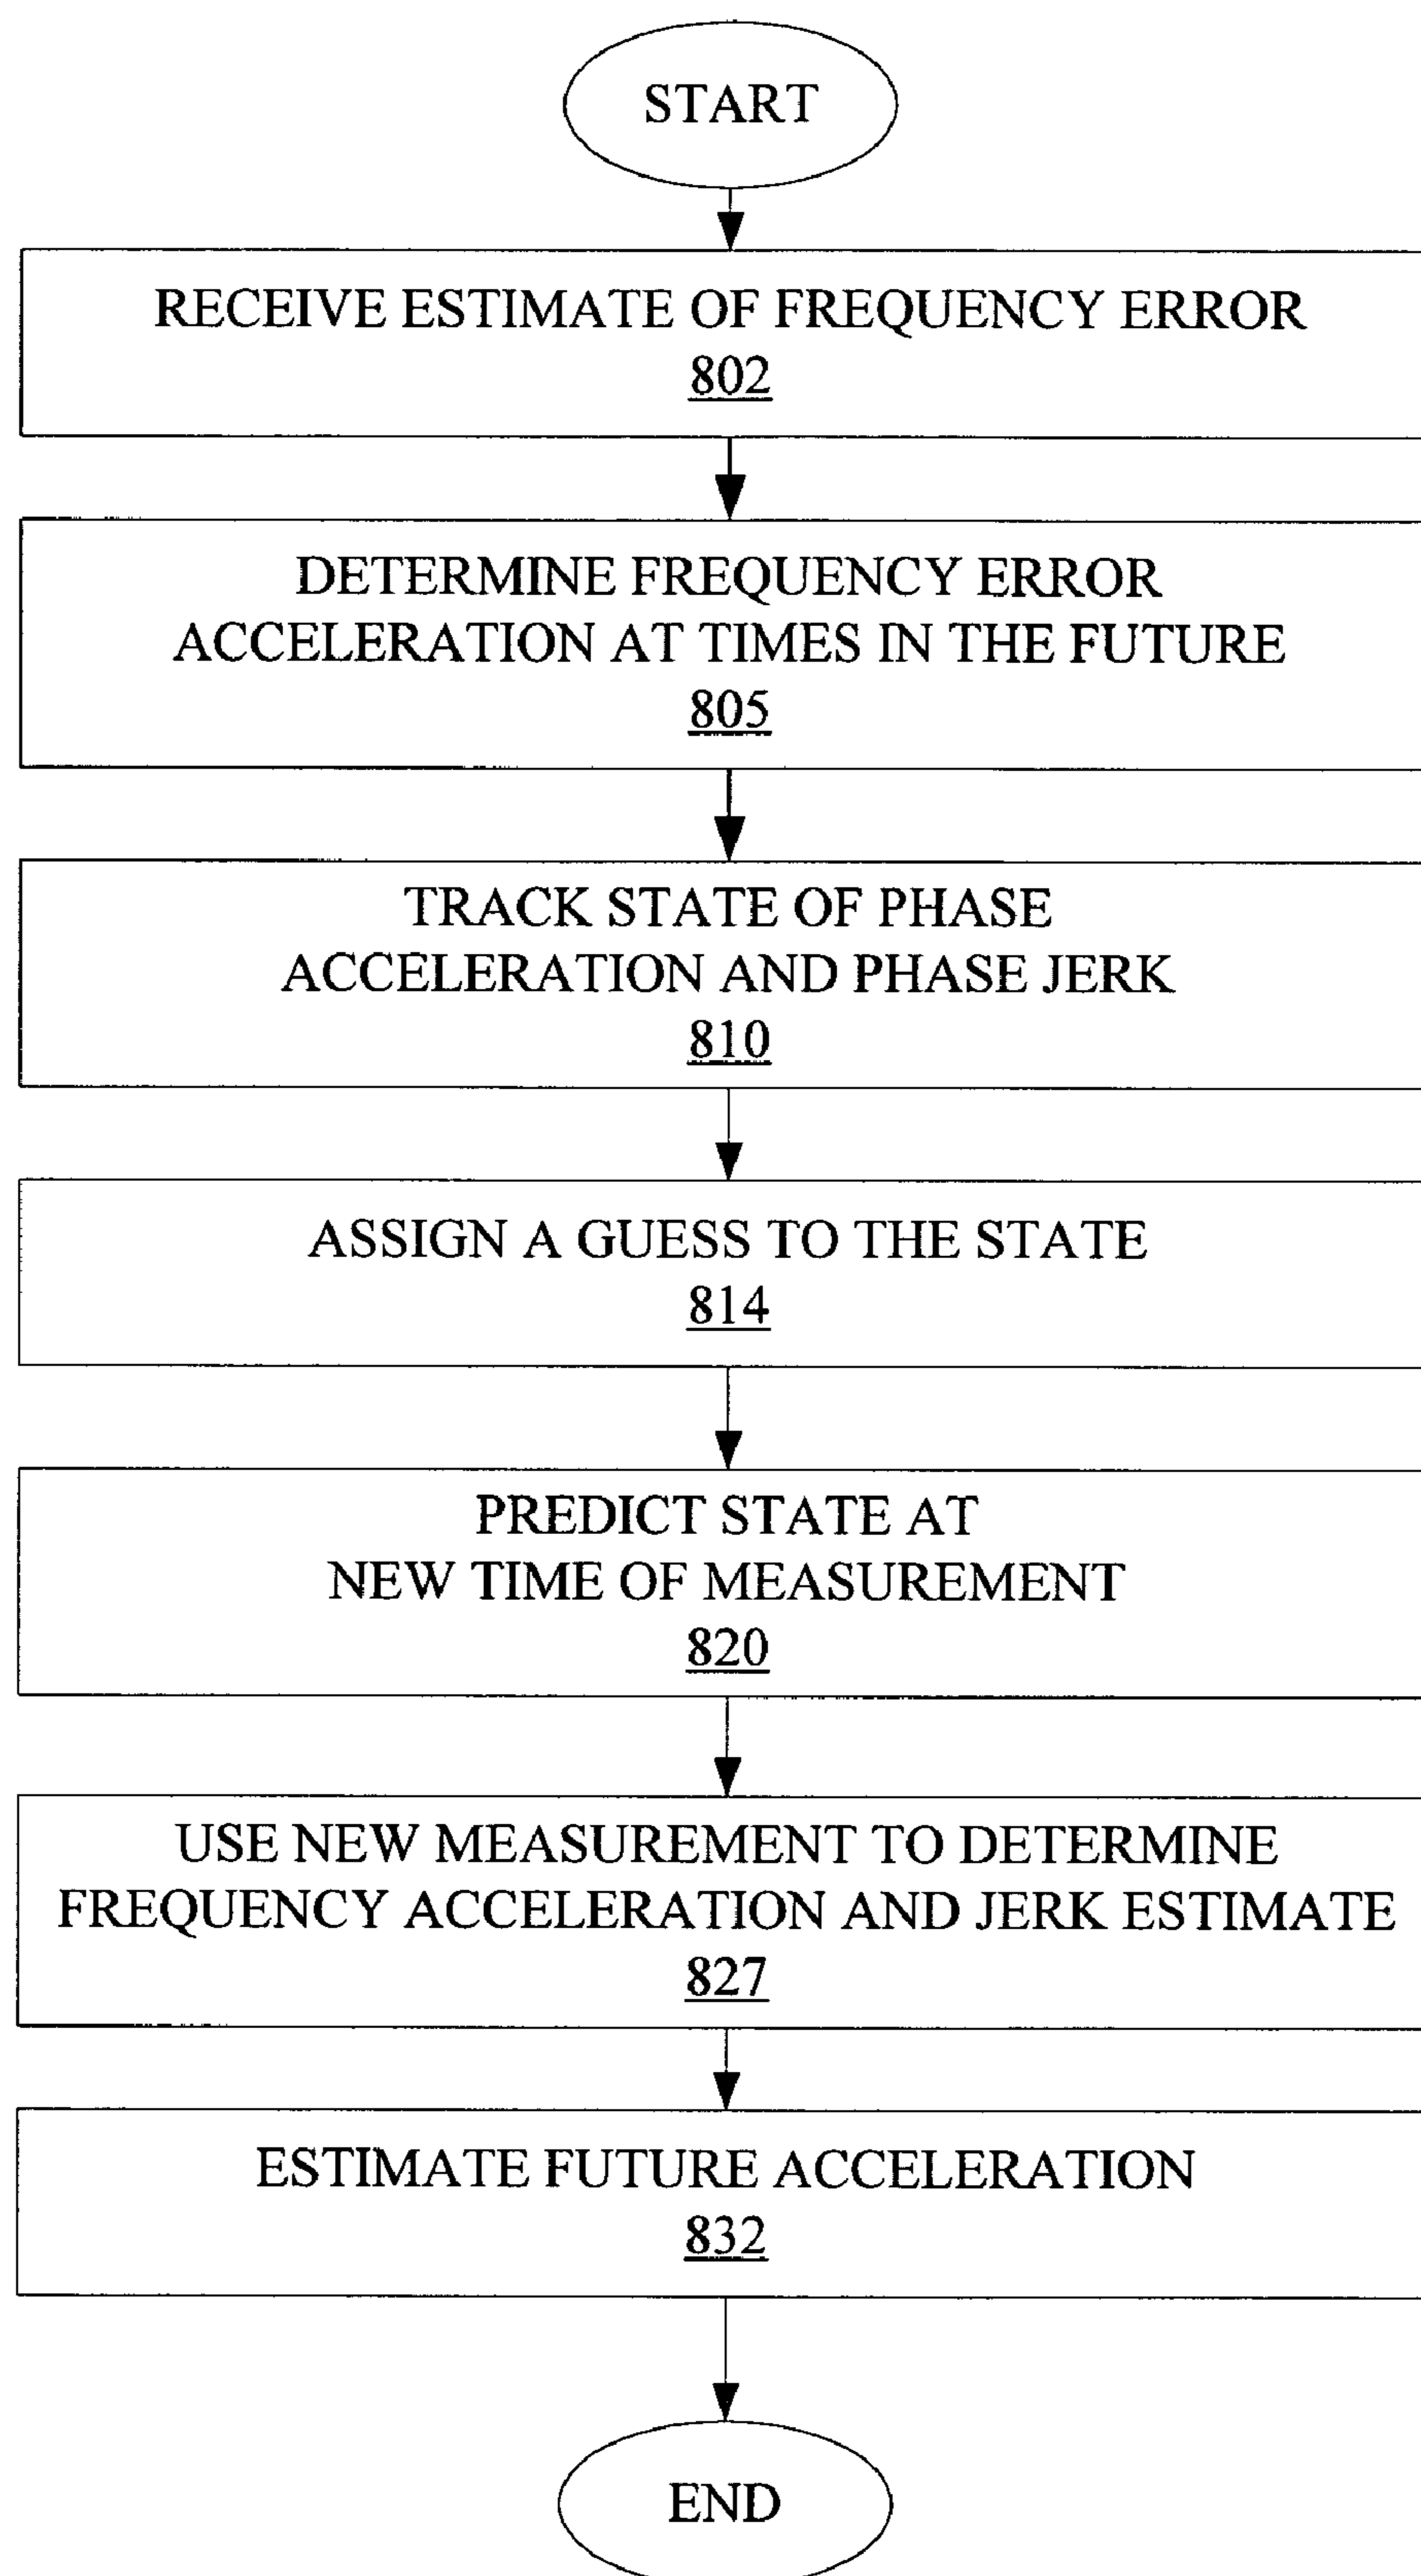 START
RECEIVE ESTIMATE OF FREQUENCY ERROR
802
DETERMINE FREQUENCY ERROR
ACCELERATION AT TIMES IN THE FUTURE
805
TRACK STATE OF PHASE
ACCELERATION AND PHASE JERK
810
ASSIGN A GUESS TO THE STATE
814
PREDICT STATE AT
NEW TIME OF MEASUREMENT
820
USE NEW MEASUREMENT TO DETERMINE
FREQUENCY ACCELERATION AND JERK ESTIMATE
827
ESTIMATE FUTURE ACCELERATION
832
END